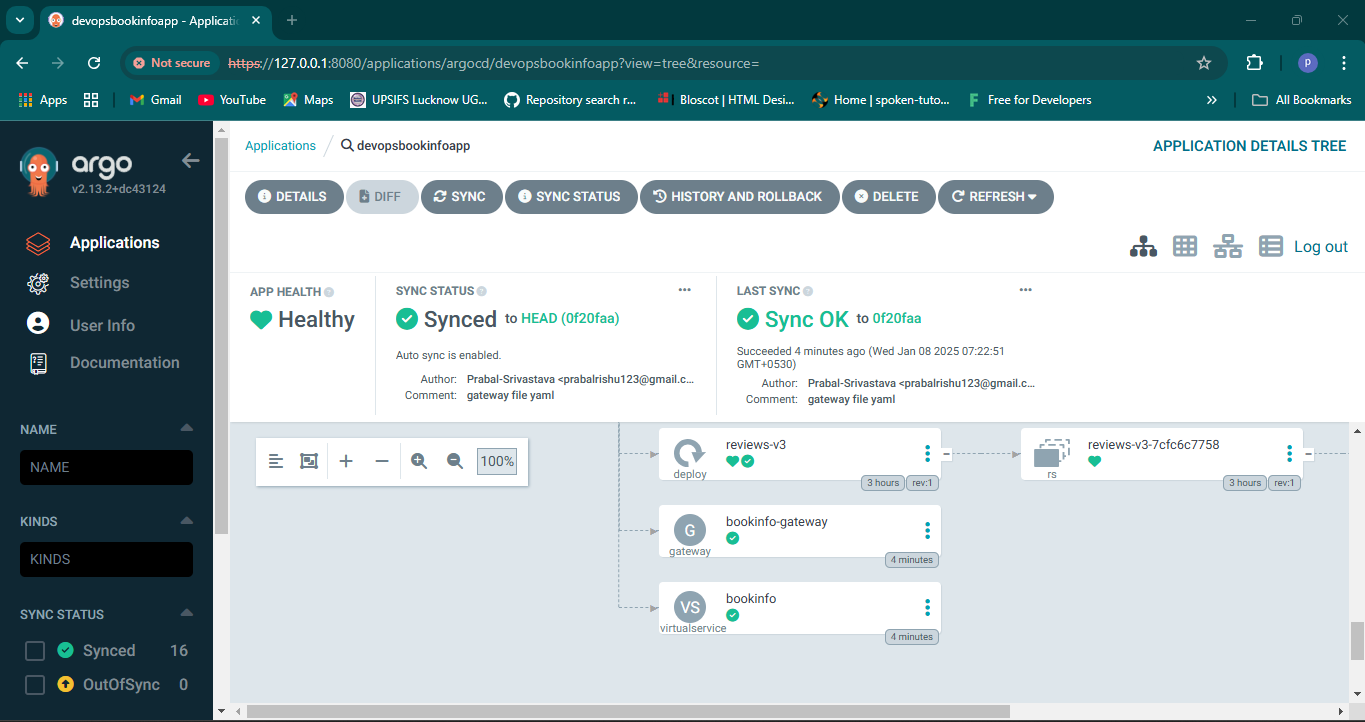 devopsbookinfoapp - Applicati
Not secure https://127.0.0.1:8080/applications/argocd/devopsbookinfoapp?view=tree&resource= p
Apps Gmail YouTube Maps UPSIFS Lucknow UG... Repository search r... Bloscot | HTML Desi... Home | spoken-tuto... Free for Developers » All Bookmarks
argo
v2.13.2+dc43124
Applications
Settings
User Info
Documentation
NAME
NAME
KINDS
KINDS
SYNC STATUS
Synced 16
OutOfSync 0
Applications / devopsbookinfoapp APPLICATION DETAILS TREE
DETAILS DIFF SYNC SYNC STATUS HISTORY AND ROLLBACK DELETE REFRESH
Log out
APP HEALTH
Healthy
SYNC STATUS
Synced to HEAD (0f20faa)
Auto sync is enabled.
Author: Prabal-Srivastava <prabalrishu123@gmail.c...
Comment: gateway file yaml
LAST SYNC
Sync OK to 0f20faa
Succeeded 4 minutes ago (Wed Jan 08 2025 07:22:51
GMT+0530)
Author: Prabal-Srivastava <prabalrishu123@gmail.c...
Comment: gateway file yaml
100%
reviews-v3
deploy
3 hours rev:1
reviews-v3-7cfc6c7758
rs
3 hours rev:1
G
bookinfo-gateway
gateway
4 minutes
VS
bookinfo
virtualservice
4 minutes